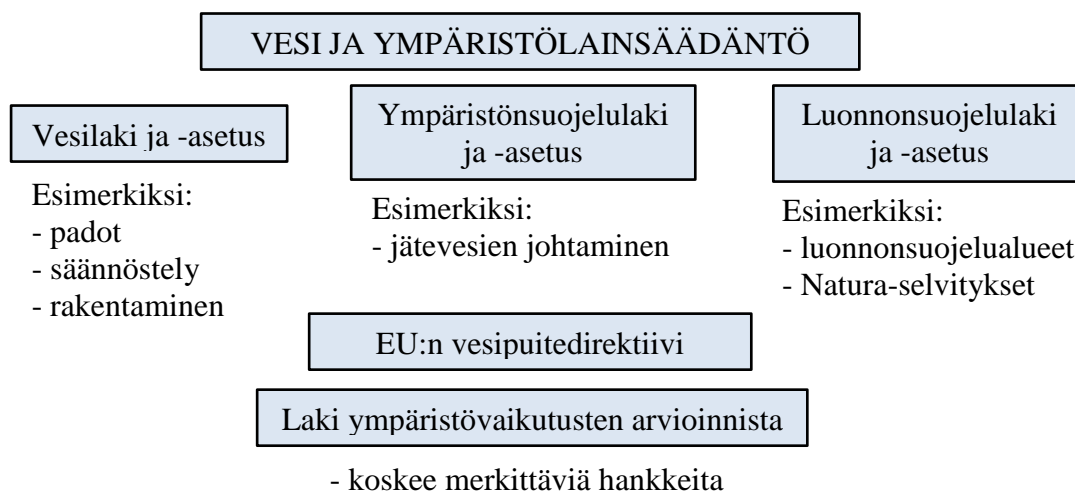 VESI JA YMPÄRISTÖLAINSÄÄDÄNTÖ
Vesilaki ja -asetus
Esimerkiksi:
- padot
- säännöstely
- rakentaminen
Ympäristönsuojelulaki
ja -asetus
Esimerkiksi:
- jätevesien johtaminen
Luonnonsuojelulaki
ja -asetus
Esimerkiksi:
- luonnonsuojelualueet
- Natura-selvitykset
EU:n vesipuitedirektiivi
Laki ympäristövaikutusten arvioinnista
- koskee merkittäviä hankkeita